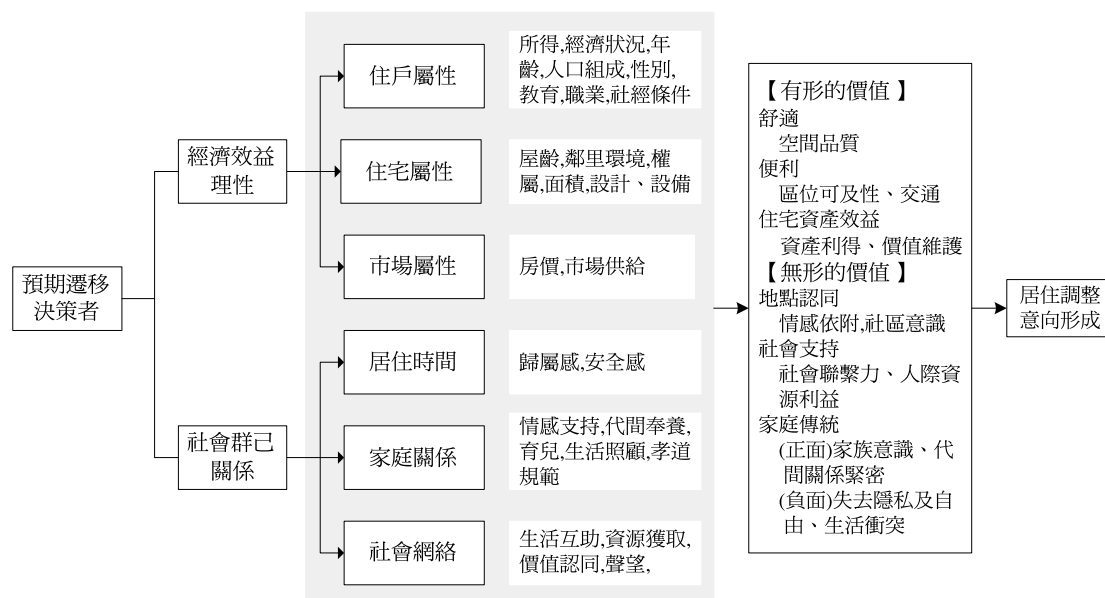 預期遷移
決策者
經濟效益
理性
社會群己
關係
住戶屬性
所得,經濟狀況,年
齡,人口組成,性別,
教育,職業,社經條件
住宅屬性
屋齡,鄰里環境,權
屬,面積,設計、設備
市場屬性
房價,市場供給
居住時間
歸屬感,安全感
家庭關係
情感支持,代間奉養,
育兒,生活照顧,孝道
規範
社會網絡
生活互助,資源獲取,
價值認同,聲望,
【有形的價值】
舒適
空間品質
便利
區位可及性、交通
住宅資產效益
資產利得、價值維護
【無形的價值】
地點認同
情感依附,社區意識
社會支持
社會聯繫力、人際資
源利益
家庭傳統
(正面)家族意識、代
間關係緊密
(負面)失去隱私及自
由、生活衝突
居住調整
意向形成